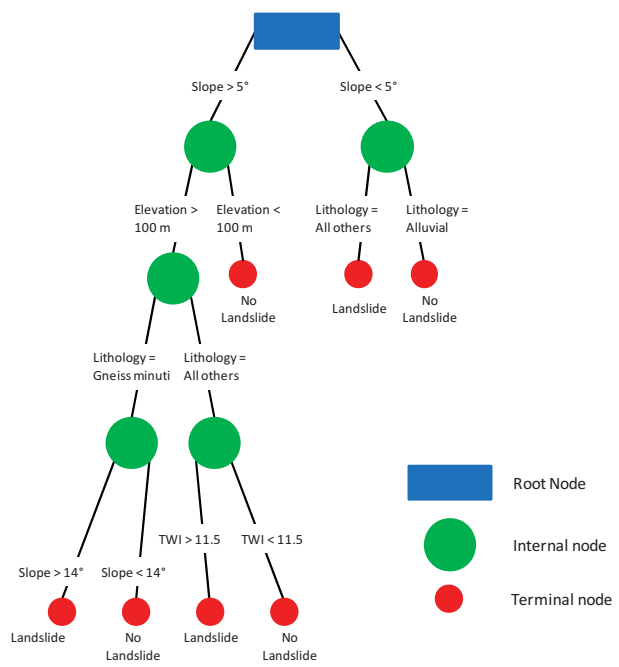 Slope > 5°
Slope < 5°
Elevation >
100 m
Elevation <
100 m
Lithology =
All others
Lithology =
Alluvial
No
Landslide
Landslide
No
Landslide
Lithology =
Gneiss minuti
Lithology =
All others
TWI > 11.5
TWI < 11.5
Slope > 14°
Slope < 14°
Landslide
No
Landslide
Landslide
No
Landslide
Root Node
Internal node
Terminal node